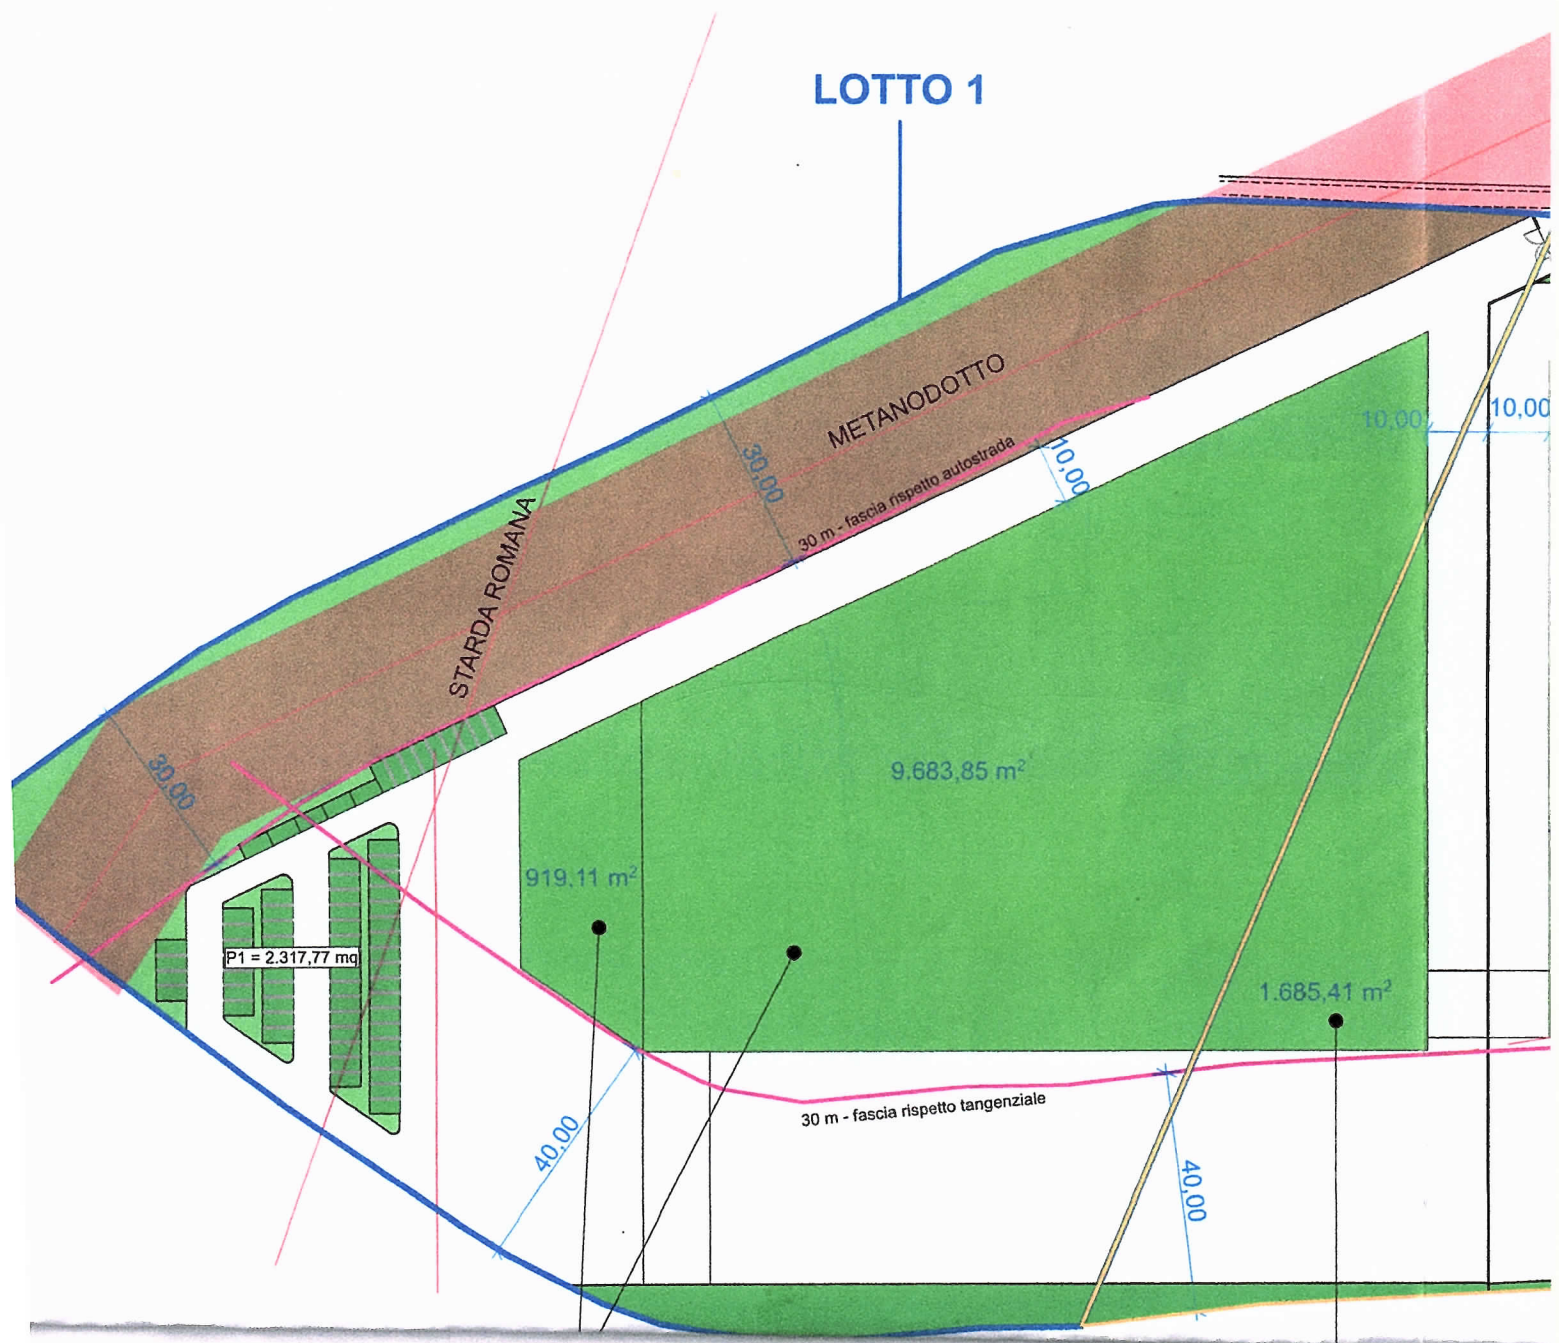 LOTTO 1
METANODOTTO
10,00
10,00
30,00
30 m - fascia rispetto autostrada
10,00
STARDA ROMANA
30,00
9.683,85 m²
919,11 m²
P1 = 2.317,77 mq
1.685,41 m²
30 m - fascia rispetto tangenziale
40,00
40,00